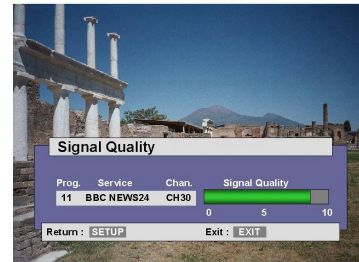 Signal Quality
Prog. Service Chan. Signal Quality
11 BBC NEWS24 CH30
0 5 10
Return : SETUP Exit : EXIT